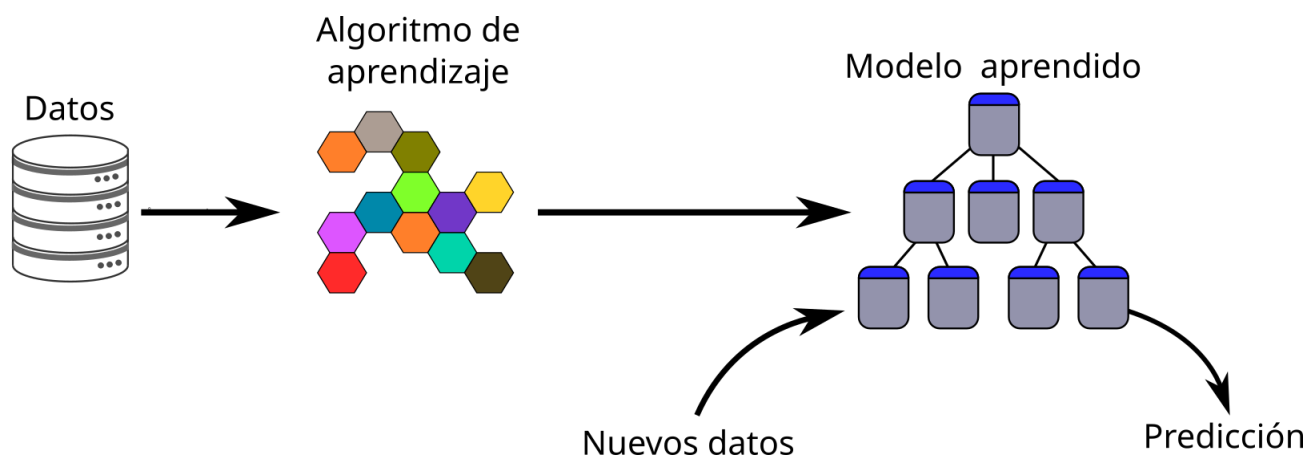 Datos
Algoritmo de
aprendizaje
Modelo aprendido
Nuevos datos
Predicción